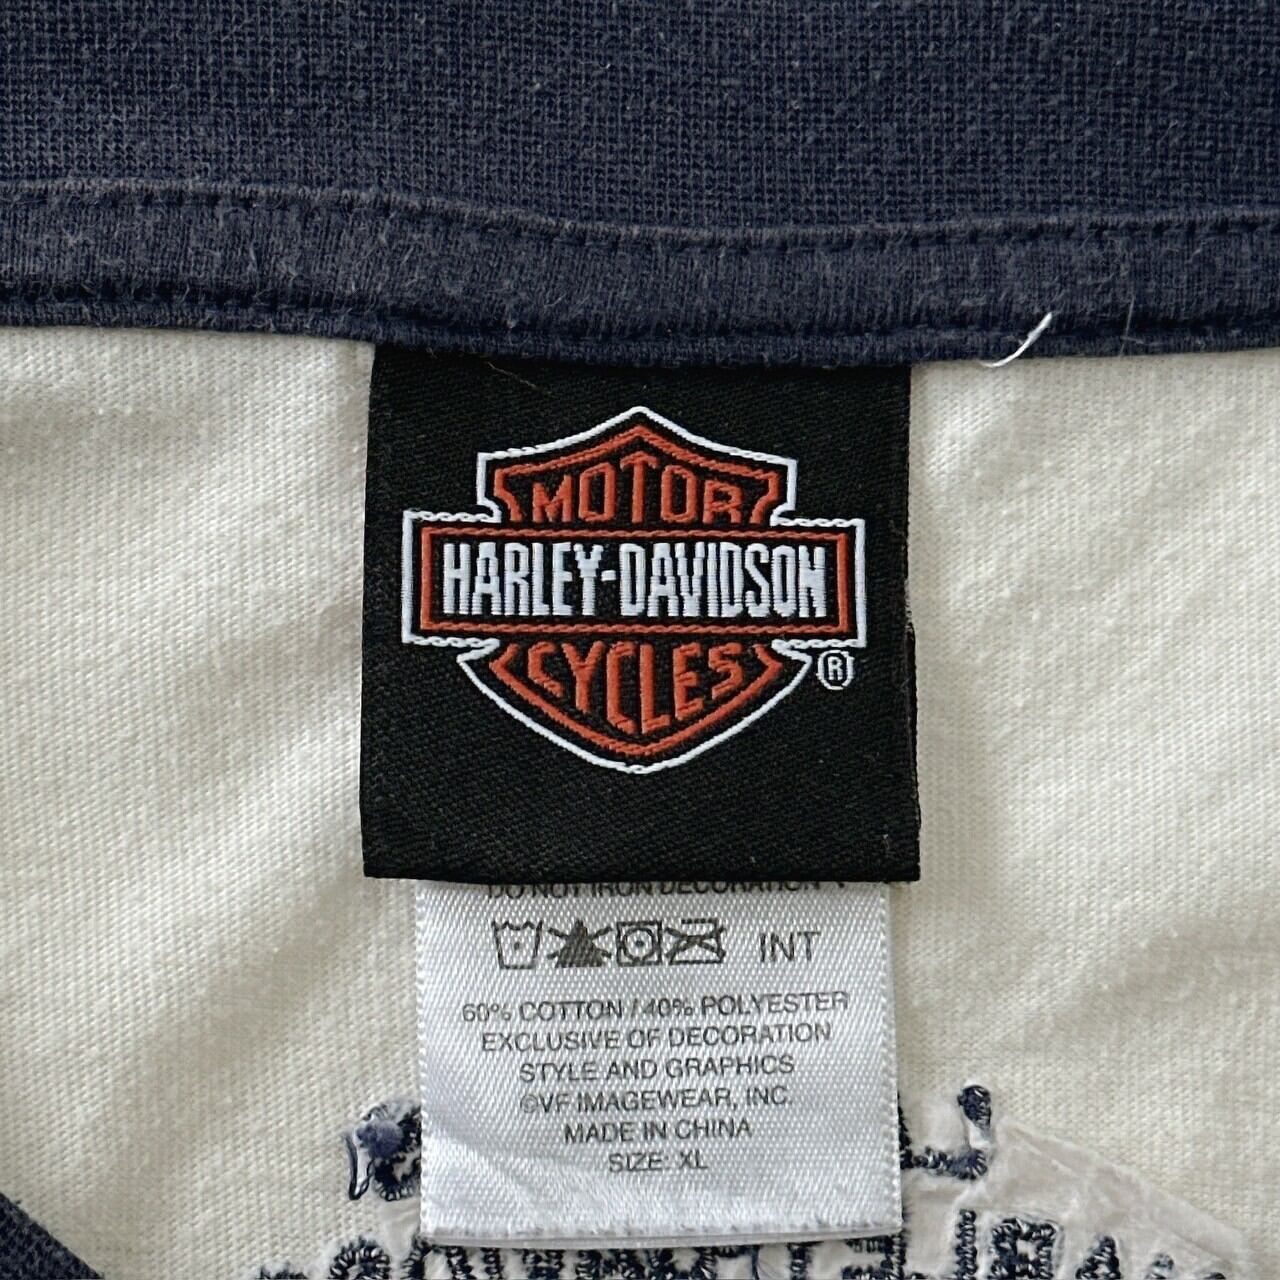 MOTOR
HARLEY-DAVIDSON
CYCLES
®
DO NOT IRON DECORATION
INT
60% COTTON / 40% POLYESTER
EXCLUSIVE OF DECORATION
STYLE AND GRAPHICS
©VF IMAGEWEAR, INC.
MADE IN CHINA
SIZE: XL